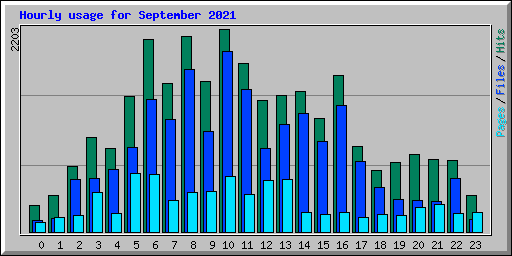 Hourly usage for September 2021
2203
Pages/Files/Hits
0 1 2 3 4 5 6 7 8 9 10 11 12 13 14 15 16 17 18 19 20 21 22 23